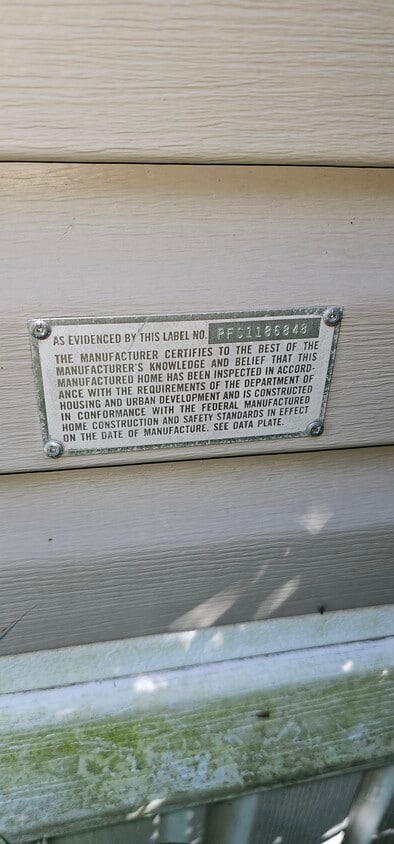 AS EVIDENCED BY THIS LABEL NO. PFS1186848
THE MANUFACTURER CERTIFIES TO THE BEST OF THE
MANUFACTURER'S KNOWLEDGE AND BELIEF THAT THIS
MANUFACTURED HOME HAS BEEN INSPECTED IN ACCORD-
ANCE WITH THE REQUIREMENTS OF THE DEPARTMENT OF
HOUSING AND URBAN DEVELOPMENT AND IS CONSTRUCTED
IN CONFORMANCE WITH THE FEDERAL MANUFACTURED
HOME CONSTRUCTION AND SAFETY STANDARDS IN EFFECT
ON THE DATE OF MANUFACTURE. SEE DATA PLATE.